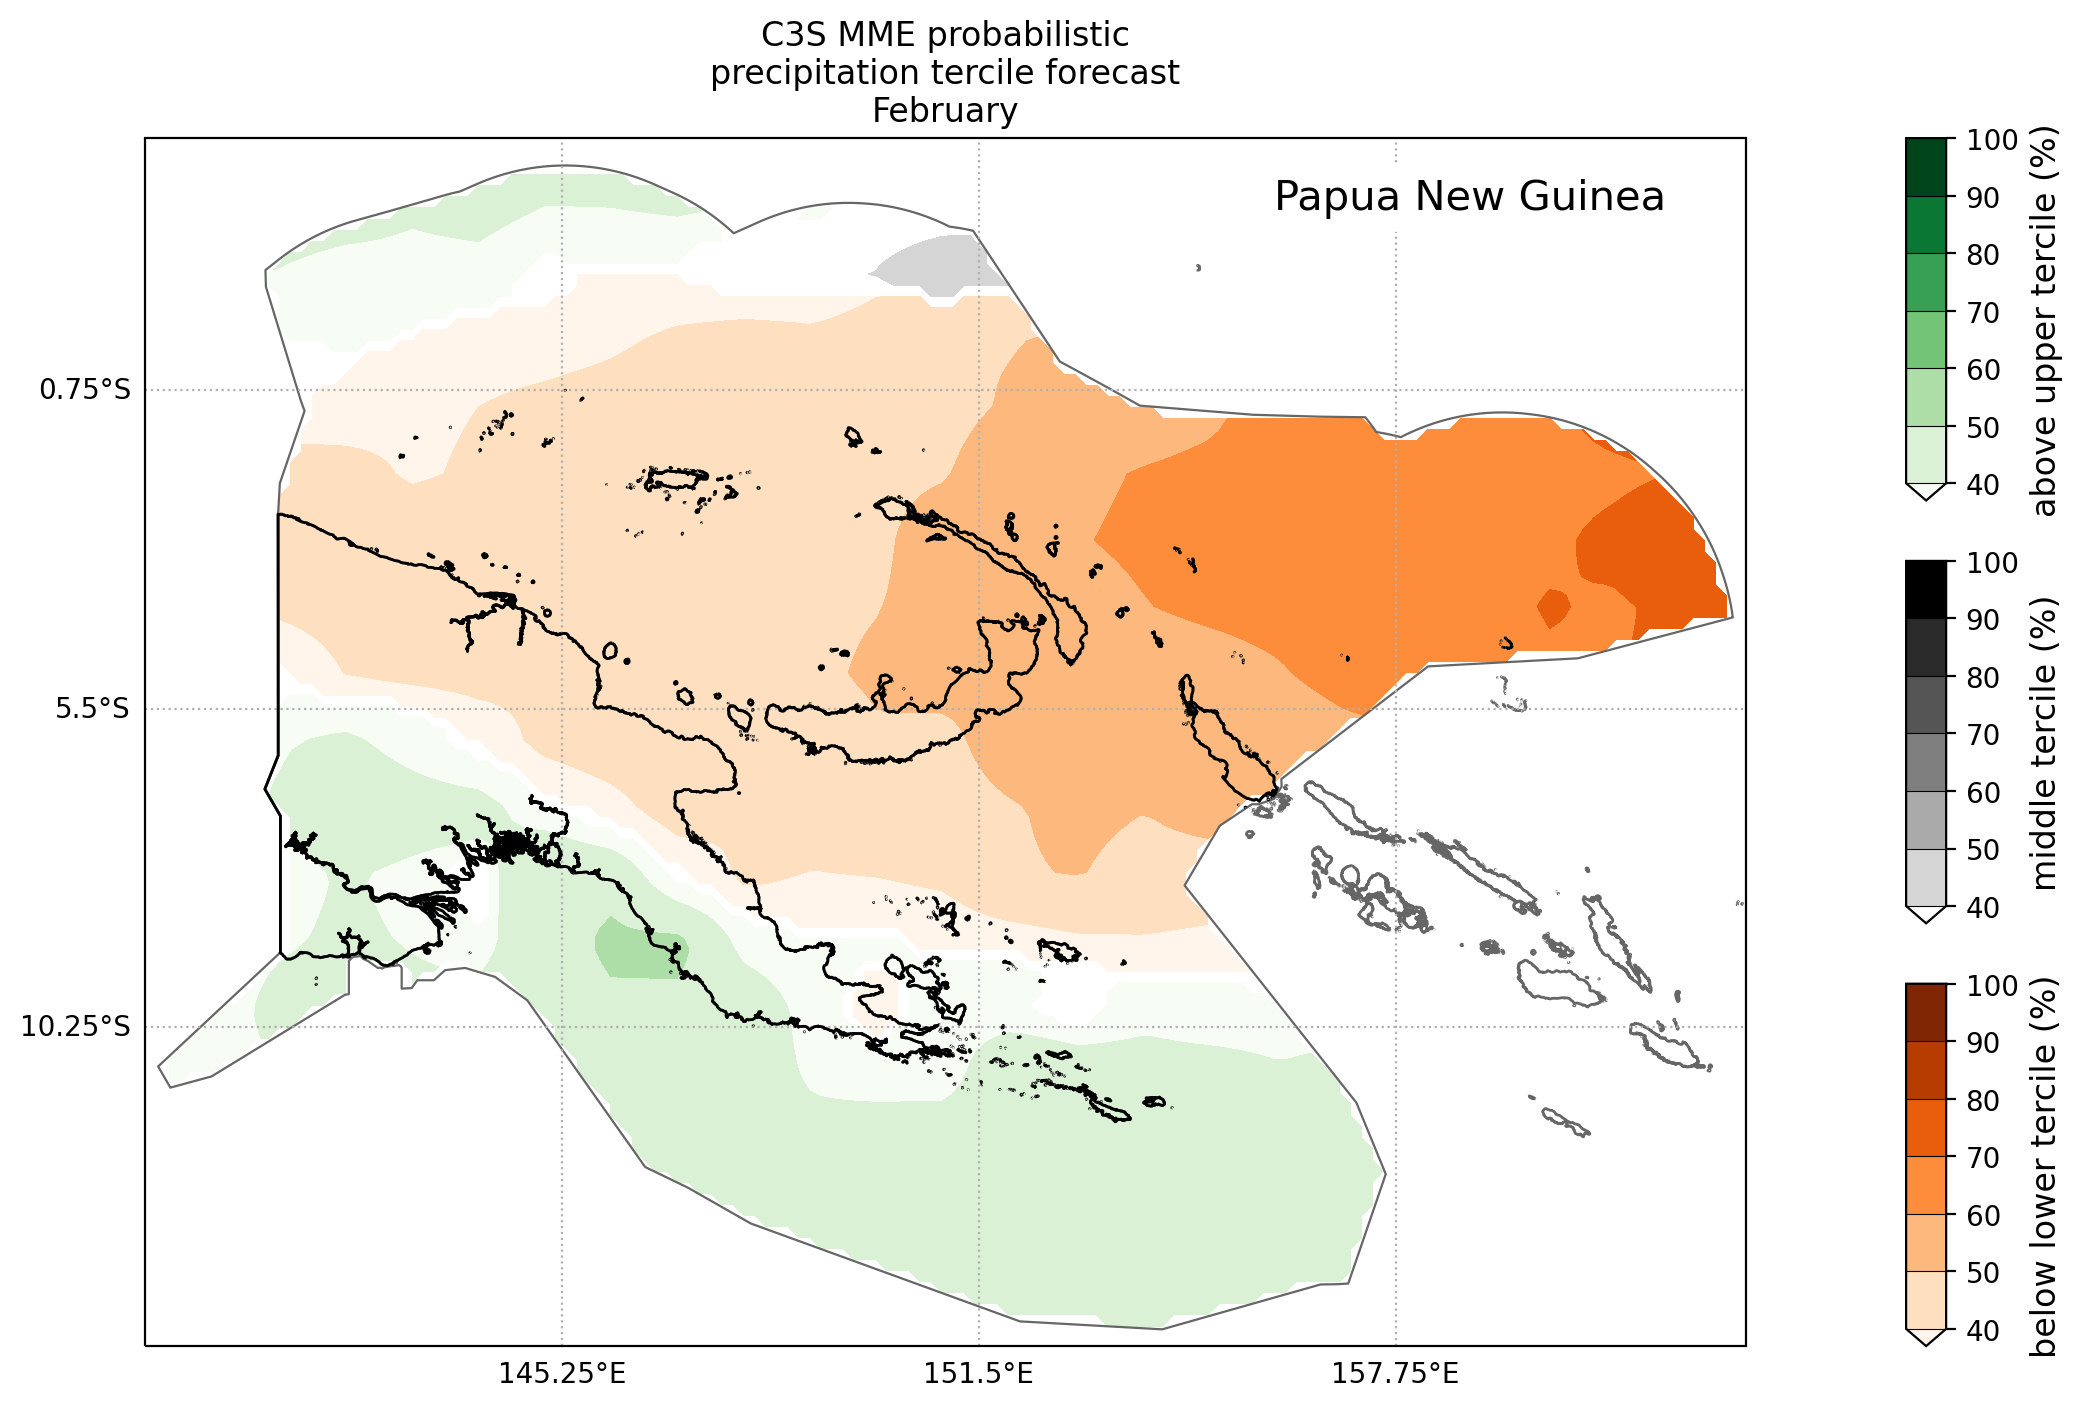 C3S MME probabilistic
precipitation tercile forecast
February
Papua New Guinea
0.75°S
5.5°S
10.25°S
145.25°E
151.5°E
157.75°E
100
90
80
70
60
50
40
above upper tercile (%)
100
90
80
70
60
50
40
middle tercile (%)
100
90
80
70
60
50
40
below lower tercile (%)